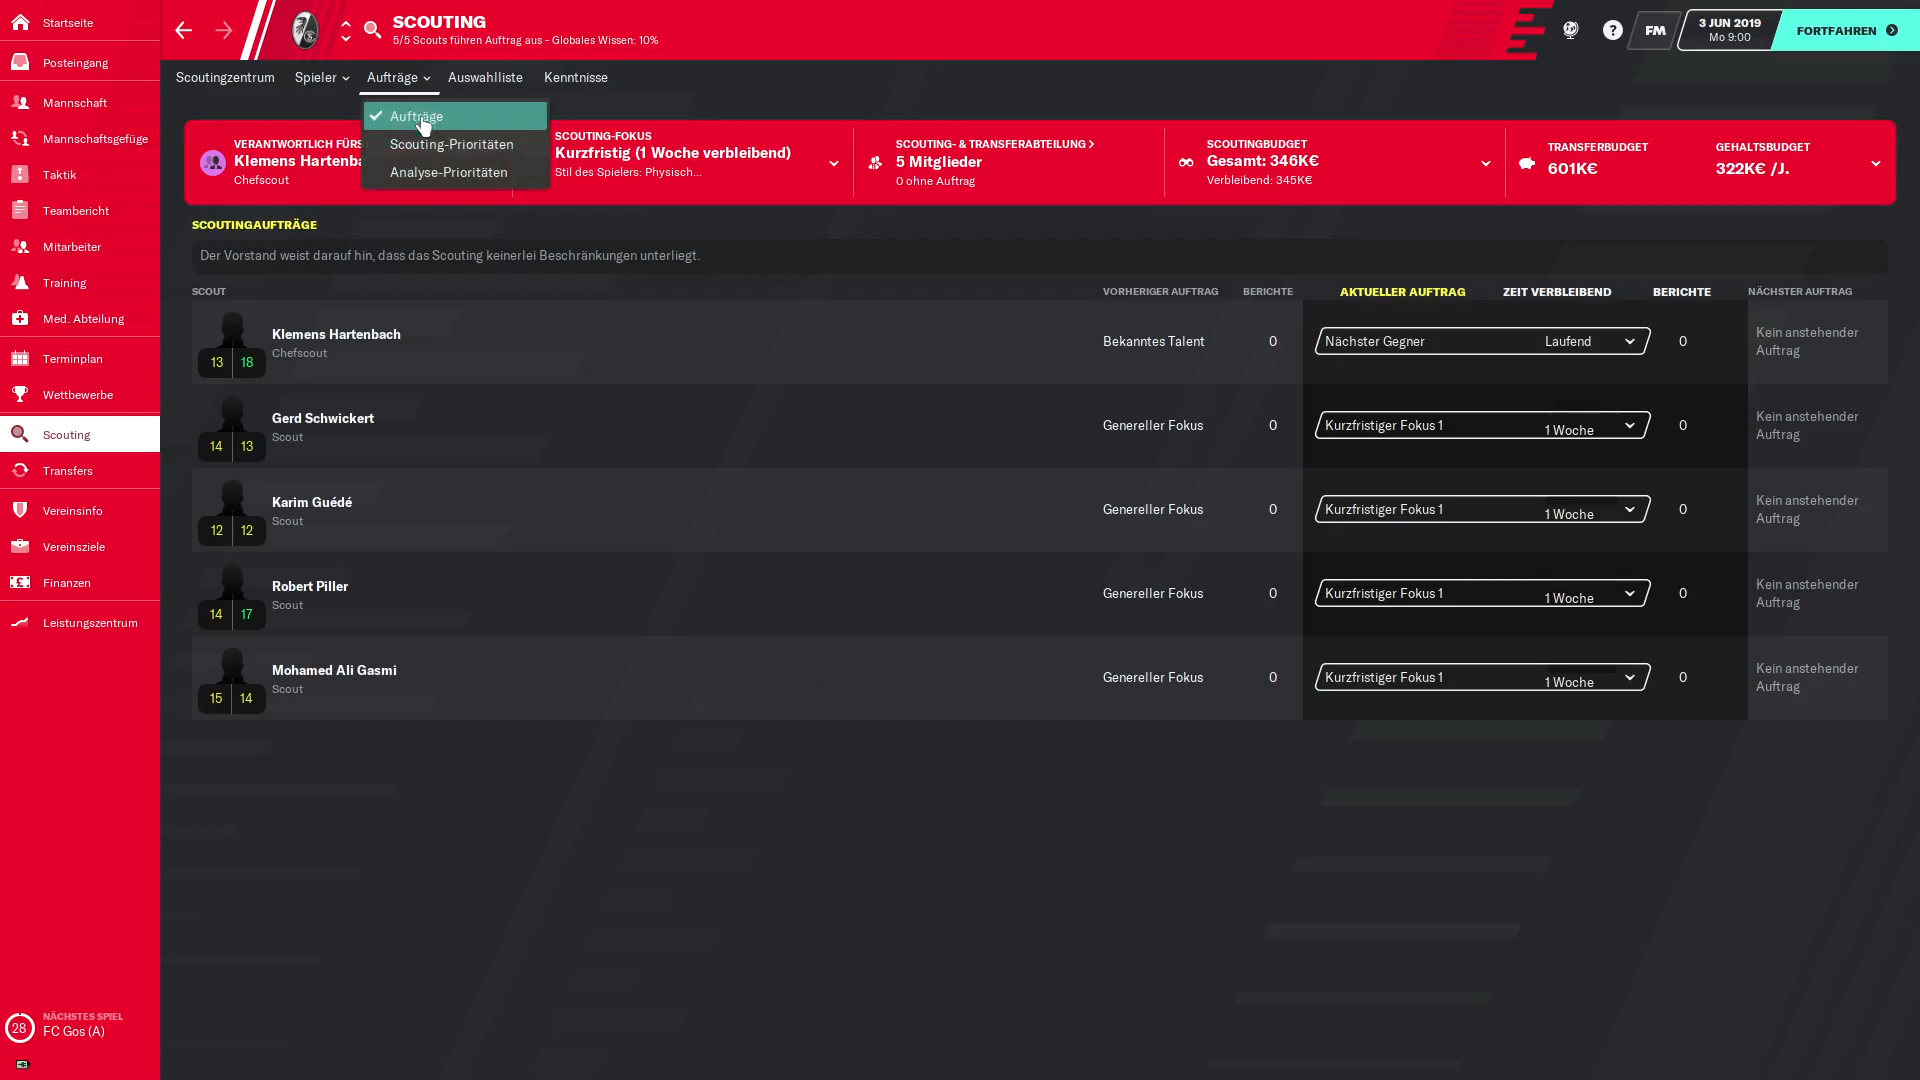 Startseite
Posteingang
Mannschaft
Mannschaftsgefüge
Taktik
Teambericht
Mitarbeiter
Training
Med. Abteilung
Terminplan
Wettbewerbe
Scouting
Transfers
Vereinsinfo
Vereinsziele
Finanzen
Leistungszentrum
28
NÄCHSTES SPIEL
FC Gos (A)
SCOUTING
5/5 Scouts führen Auftrag aus - Globales Wissen: 10%
?
FM
3 JUN 2019
Mo 9:00
FORTFAHREN
Scoutingzentrum Spieler Aufträge Auswahlliste Kenntnisse
Aufträge
Scouting-Prioritäten
Analyse-Prioritäten
VERANTWORTLICH FÜRS
Klemens Hartenba
Chefscout
SCOUTING-FOKUS
Kurzfristig (1 Woche verbleibend)
Stil des Spielers: Physisch...
SCOUTING- & TRANSFERABTEILUNG >
5 Mitglieder
0 ohne Auftrag
SCOUTINGBUDGET
Gesamt: 346K€
Verbleibend: 345K€
TRANSFERBUDGET
601K€
GEHALTSBUDGET
322K€ /J.
SCOUTINGAUFTRÄGE
Der Vorstand weist darauf hin, dass das Scouting keinerlei Beschränkungen unterliegt.
SCOUT VORHERIGER AUFTRAG BERICHTE AKTUELLER AUFTRAG ZEIT VERBLEIBEND BERICHTE NÄCHSTER AUFTRAG
13 18
Klemens Hartenbach
Chefscout
Bekanntes Talent 0 Nächster Gegner Laufend 0
Kein anstehender
Auftrag
14 13
Gerd Schwickert
Scout
Genereller Fokus 0 Kurzfristiger Fokus 1 1 Woche 0
Kein anstehender
Auftrag
12 12
Karim Guédé
Scout
Genereller Fokus 0 Kurzfristiger Fokus 1 1 Woche 0
Kein anstehender
Auftrag
14 17
Robert Piller
Scout
Genereller Fokus 0 Kurzfristiger Fokus 1 1 Woche 0
Kein anstehender
Auftrag
15 14
Mohamed Ali Gasmi
Scout
Genereller Fokus 0 Kurzfristiger Fokus 1 1 Woche 0
Kein anstehender
Auftrag